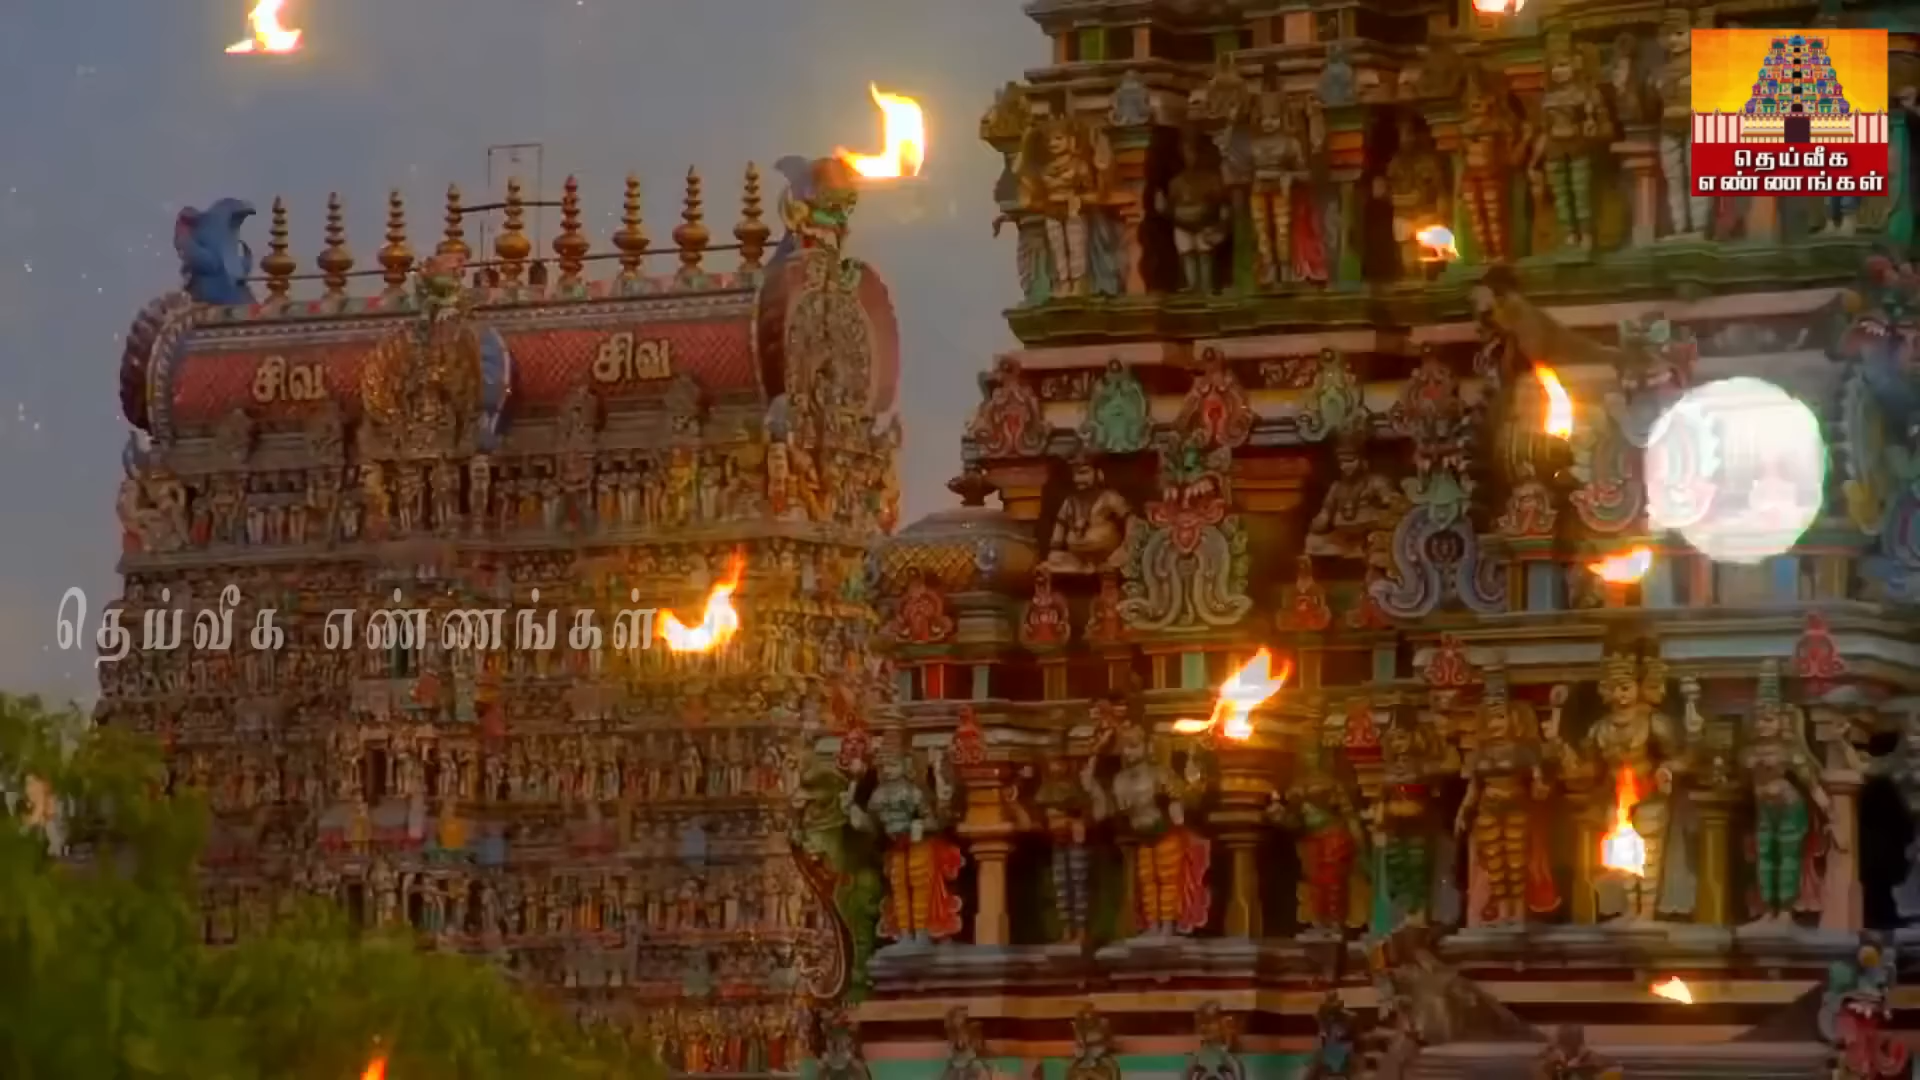 தெய்வீக
எண்ணங்கள்
சிவ சிவ
தெய்வீக எண்ணங்கள்